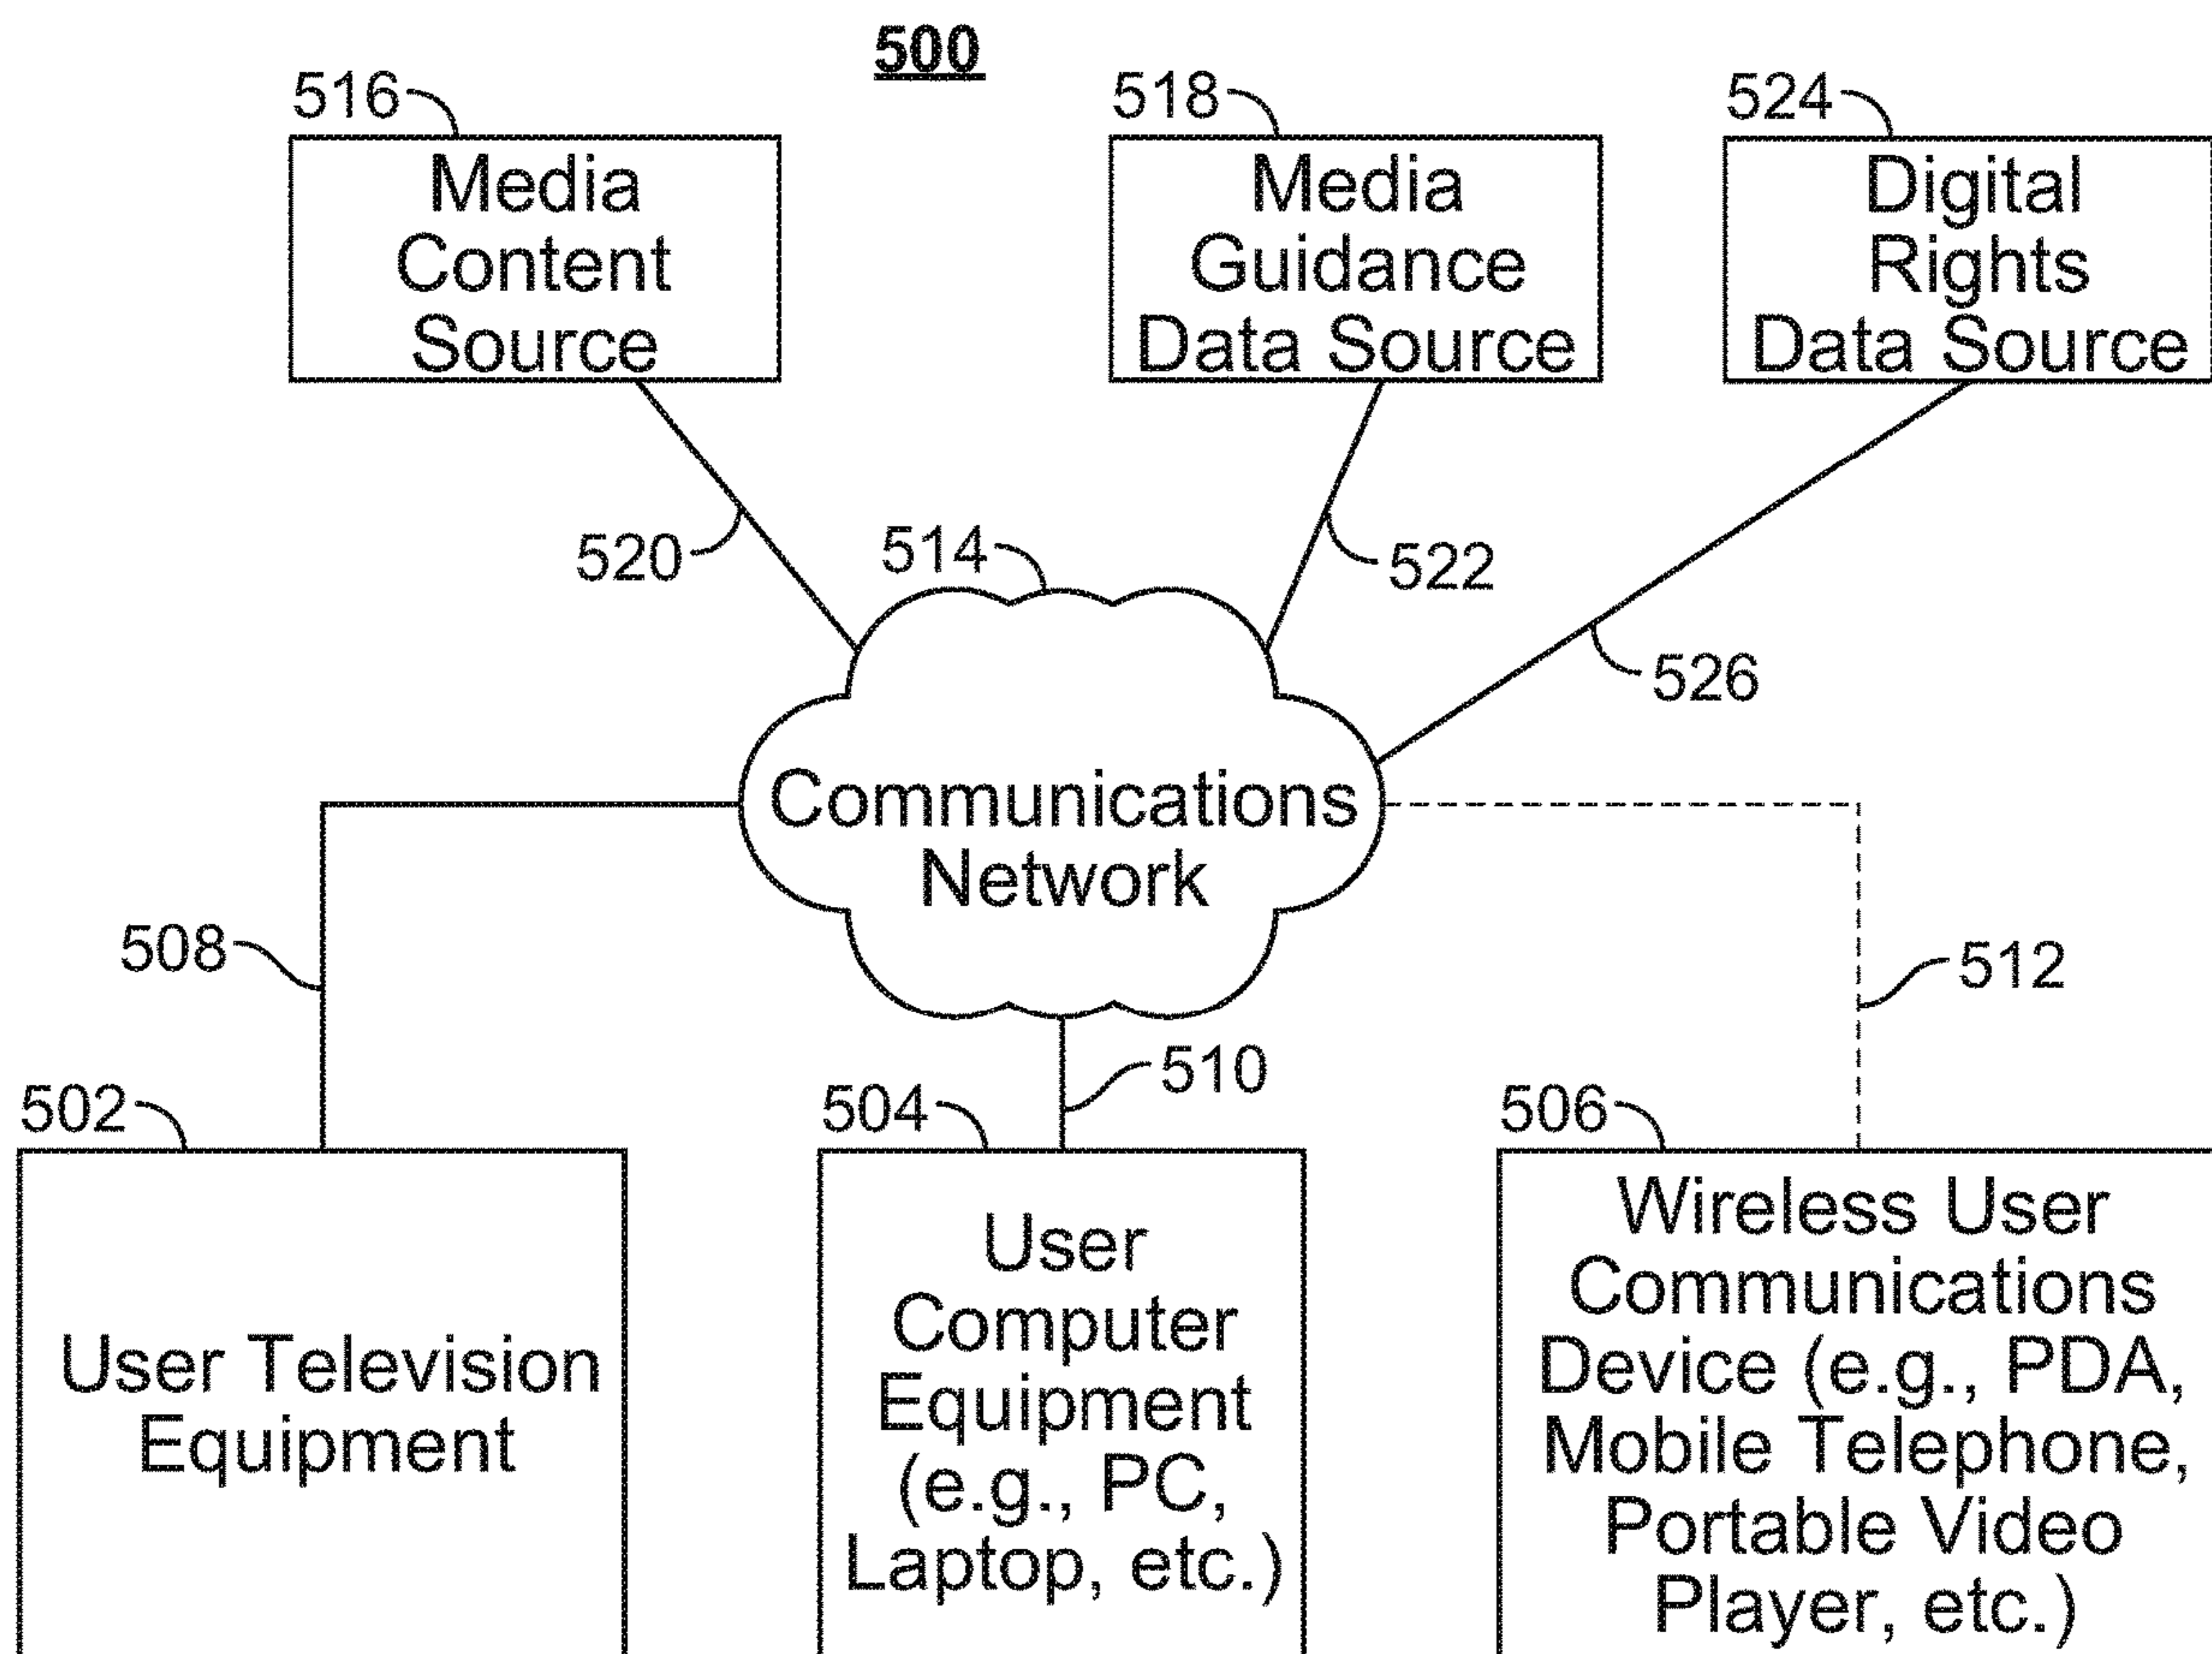 500
516
518
524
Media
Content
Source
Media
Guidance
Data Source
Digital
Rights
Data Source
520
514
522
526
Communications
Network
508
512
510
502
504
506
User Television
Equipment
User
Computer
Equipment
(e.g., PC,
Laptop, etc.)
Wireless User
Communications
Device (e.g., PDA,
Mobile Telephone,
Portable Video
Player, etc.)